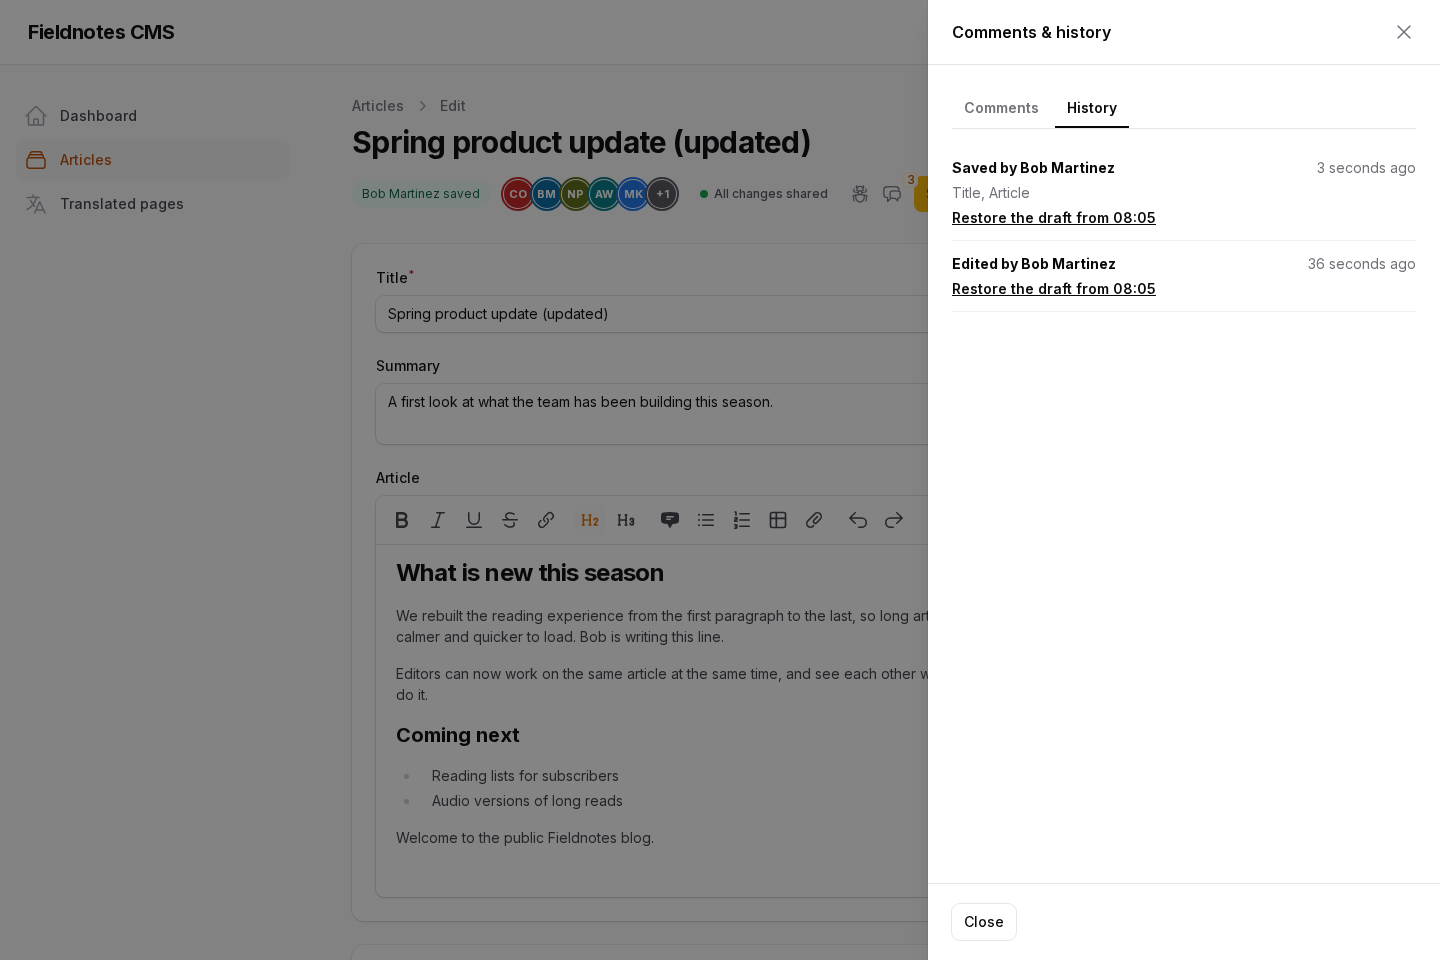 Fieldnotes CMS
Dashboard
Articles
Translated pages
Articles
Edit
Spring product update (updated)
Bob Martinez saved
CO
BM
NP
AW
MK
+1
All changes shared
3
Title*
Spring product update (updated)
Summary
A first look at what the team has been building this season.
Article
B
I
U
S
H2
H3
What is new this season
We rebuilt the reading experience from the first paragraph to the last, so long
calmer and quicker to load. Bob is writing this line.
Editors can now work on the same article at the same time, and see each other
do it.
Coming next
Reading lists for subscribers
Audio versions of long reads
Welcome to the public Fieldnotes blog.
Comments & history
Comments
History
Saved by Bob Martinez
3 seconds ago
Title, Article
Restore the draft from 08:05
Edited by Bob Martinez
36 seconds ago
Restore the draft from 08:05
Close